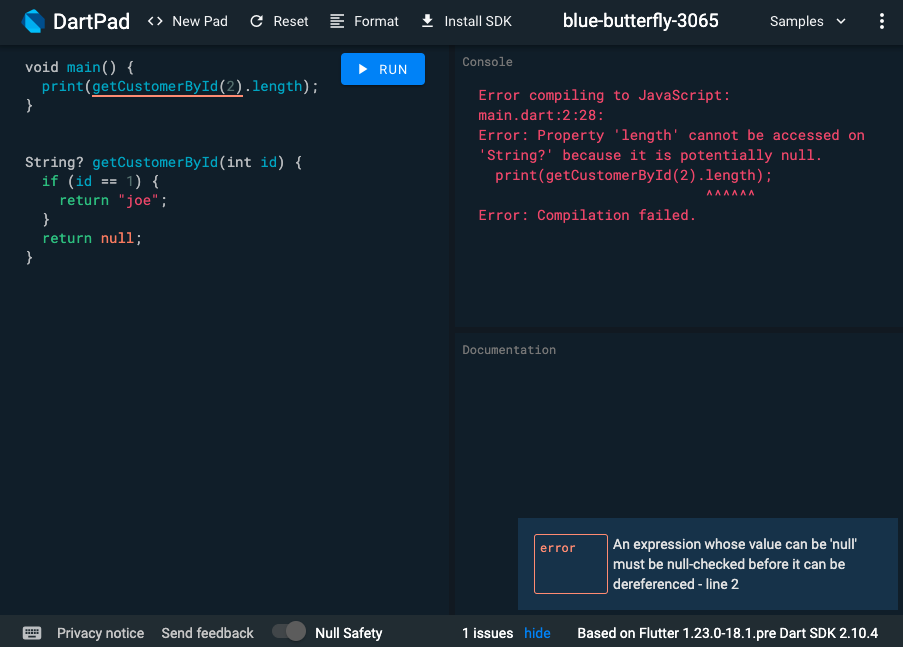 DartPad <> New Pad Reset Format Install SDK blue-butterfly-3065 Samples
void main() {
  print(getCustomerById(2).length);
}
String? getCustomerById(int id) {
  if (id == 1) {
    return "joe";
  }
  return null;
}
RUN
Console
Error compiling to JavaScript:
main.dart:2:28:
Error: Property 'length' cannot be accessed on
'String?' because it is potentially null.
  print(getCustomerById(2).length);
                           ^^^^^^
Error: Compilation failed.
Documentation
error
An expression whose value can be 'null'
must be null-checked before it can be
dereferenced - line 2
Privacy notice Send feedback Null Safety 1 issues hide Based on Flutter 1.23.0-18.1.pre Dart SDK 2.10.4